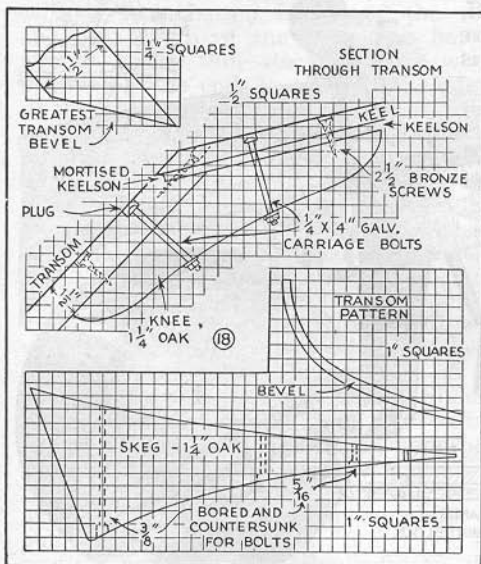 1/4" SQUARES
1 1/2"
GREATEST
TRANSOM
BEVEL
SECTION
THROUGH TRANSOM
1/2" SQUARES
KEEL
KEELSON
MORTISED
KEELSON
2 1/2" BRONZE
SCREWS
PLUG
1/4" X 4" GALV.
CARRIAGE BOLTS
TRANSOM
1 1/2"
KNEE
1 1/4" OAK
18
TRANSOM
PATTERN
1" SQUARES
BEVEL
SKEG - 1 1/4" OAK
5/16"
3/8"
BORED AND
COUNTERSUNK
FOR BOLTS
1" SQUARES